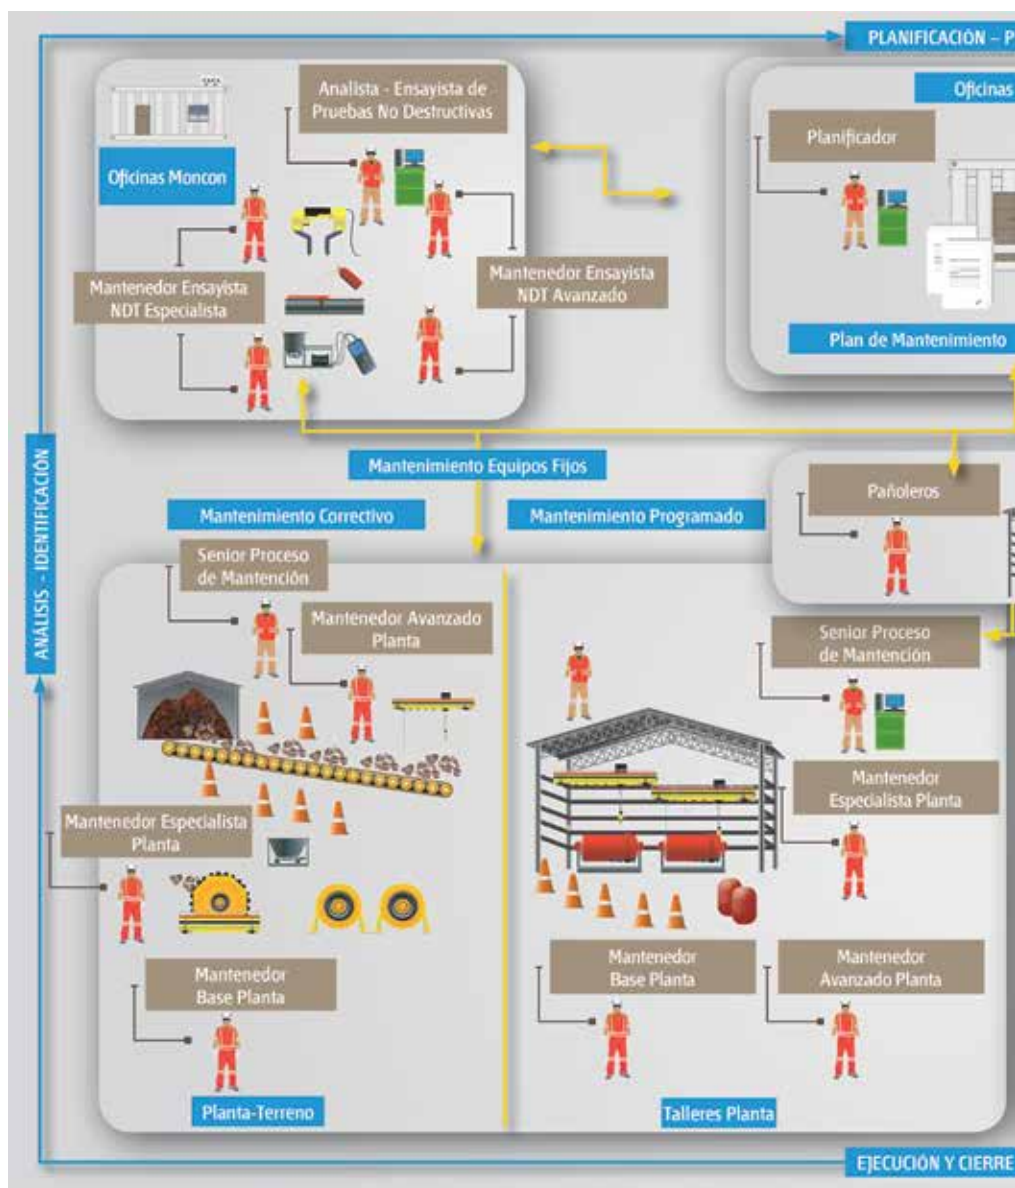 PLANIFICACIÓN – P
Analista - Ensayista de
Pruebas No Destructivas
Oficinas Moncon
Mantenedor Ensayista
NDT Especialista
Mantenedor Ensayista
NDT Avanzado
Oficinas
Planificador
Plan de Mantenimiento
ANÁLISIS - IDENTIFICACIÓN
Mantenimiento Equipos Fijos
Mantenimiento Correctivo
Mantenimiento Programado
Pañoleros
Senior Proceso
de Mantención
Mantenedor Avanzado
Planta
Mantenedor Especialista
Planta
Mantenedor
Base Planta
Planta-Terreno
Senior Proceso
de Mantención
Mantenedor
Especialista Planta
Mantenedor
Base Planta
Mantenedor
Avanzado Planta
Talleres Planta
EJECUCIÓN Y CIERRE